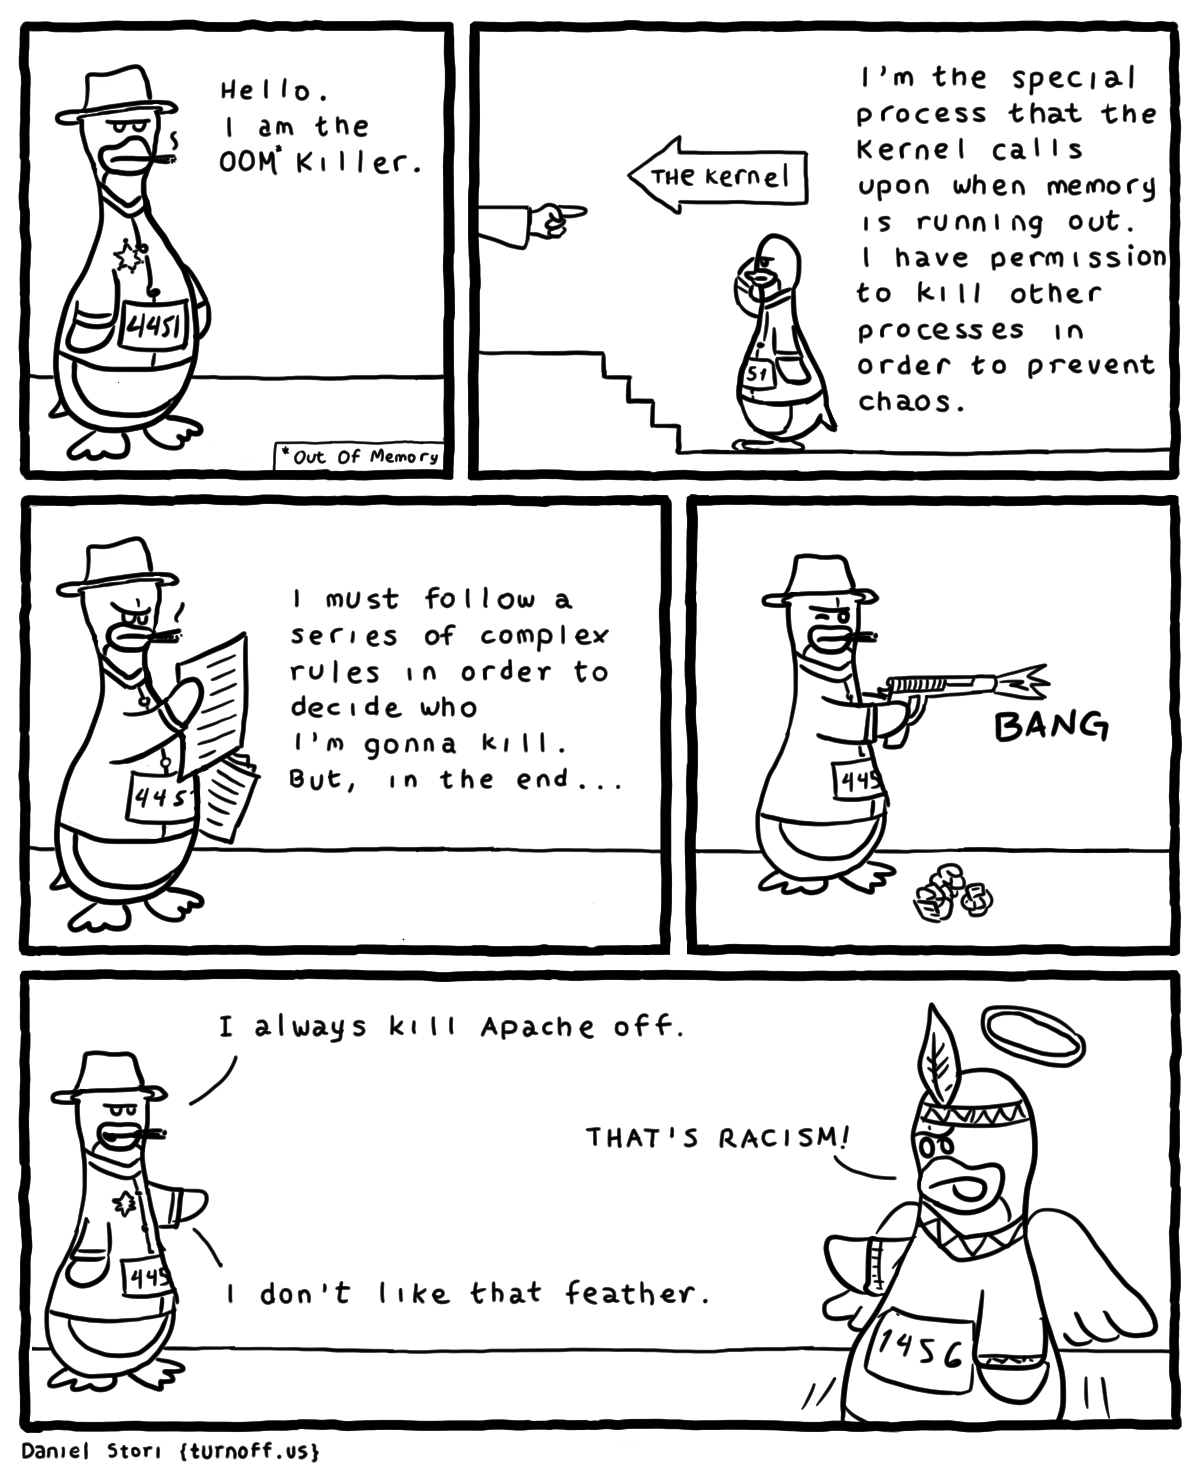 Hello.
I am the
OOM* Killer.
4451
*Out Of Memory
THE Kernel
51
I'm the special
process that the
Kernel calls
upon when memory
is running out.
I have permission
to kill other
processes in
order to prevent
chaos.
I must follow a
series of complex
rules in order to
decide who
I'm gonna kill.
But, in the end...
445
BANG
445
I always kill Apache off.
THAT'S RACISM!
445
I don't like that feather.
1456
Daniel Stori {turnoff.us}